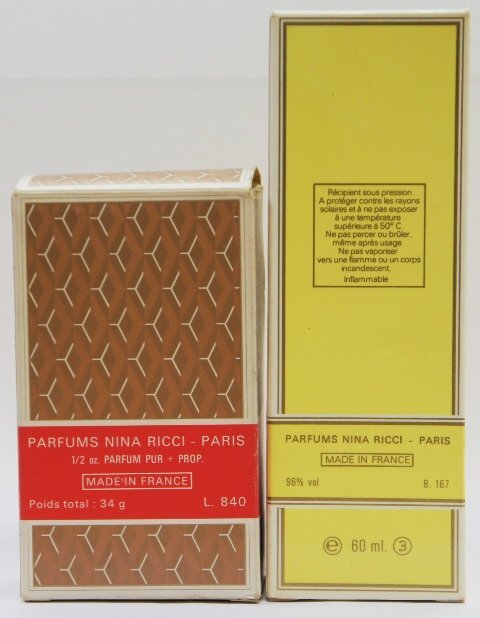 PARFUMS NINA RICCI - PARIS
1/2 oz. PARFUM PUR + PROP.
MADE IN FRANCE
Poids total : 34 g L. 840
Récipient sous pression.
A protéger contre les rayons
solaires et à ne pas exposer
à une température
supérieure à 50° C.
Ne pas percer ou brûler,
même après usage
Ne pas vaporiser
vers une flamme ou un corps
incandescent.
Inflammable
PARFUMS NINA RICCI - PARIS
MADE IN FRANCE
96% vol B. 167
e 60 ml. 3